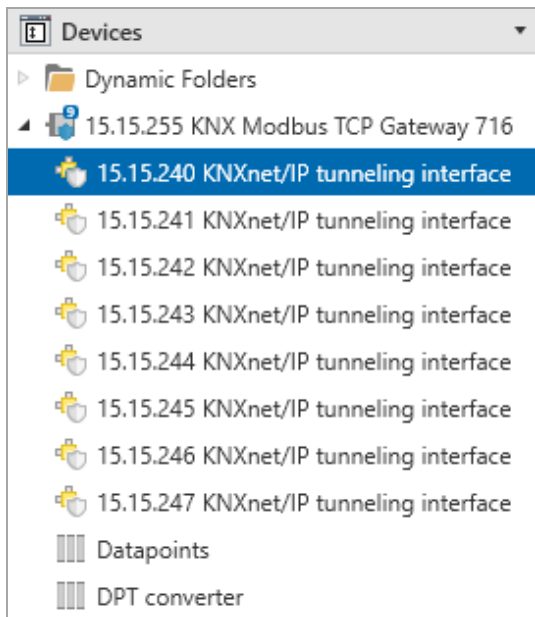 Devices
Dynamic Folders
9
15.15.255 KNX Modbus TCP Gateway 716
15.15.240 KNXnet/IP tunneling interface
15.15.241 KNXnet/IP tunneling interface
15.15.242 KNXnet/IP tunneling interface
15.15.243 KNXnet/IP tunneling interface
15.15.244 KNXnet/IP tunneling interface
15.15.245 KNXnet/IP tunneling interface
15.15.246 KNXnet/IP tunneling interface
15.15.247 KNXnet/IP tunneling interface
Datapoints
DPT converter